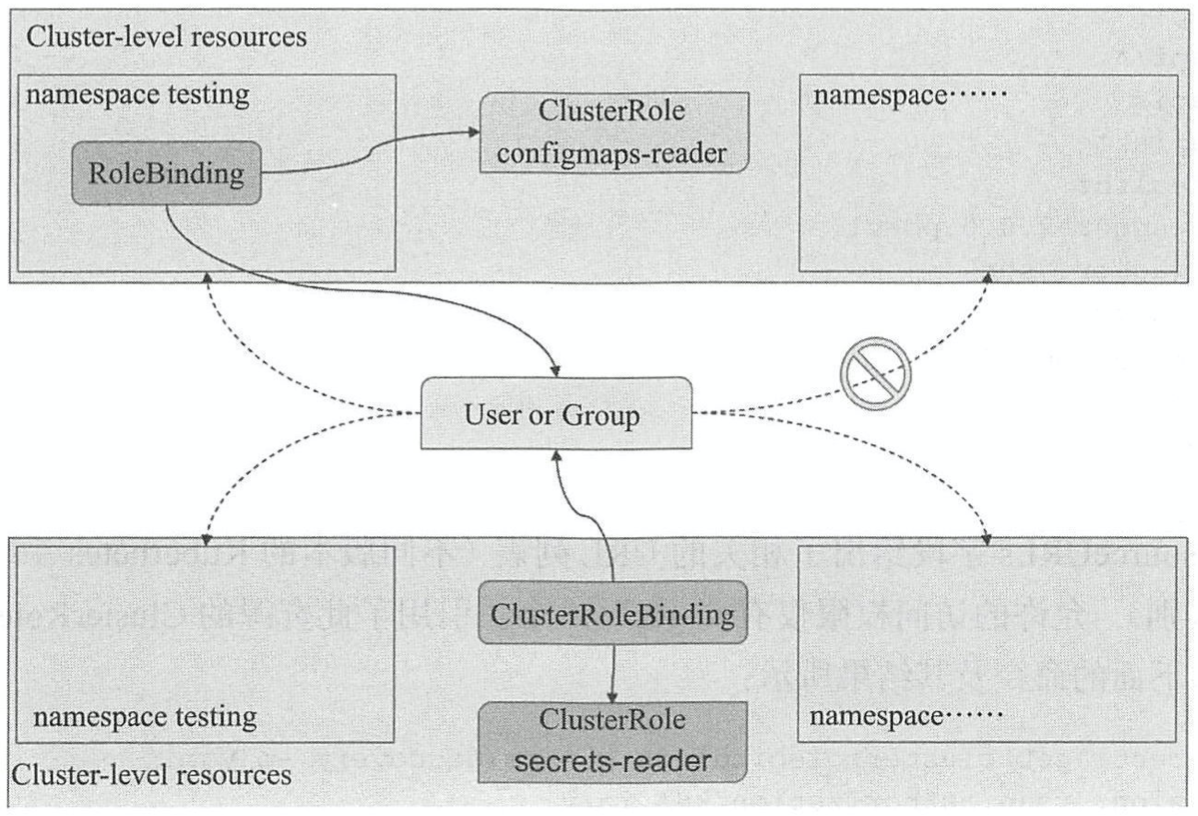 Cluster-level resources
namespace testing
RoleBinding
ClusterRole
configmaps-reader
namespace······
User or Group
ClusterRoleBinding
ClusterRole
secrets-reader
namespace testing
namespace······
Cluster-level resources